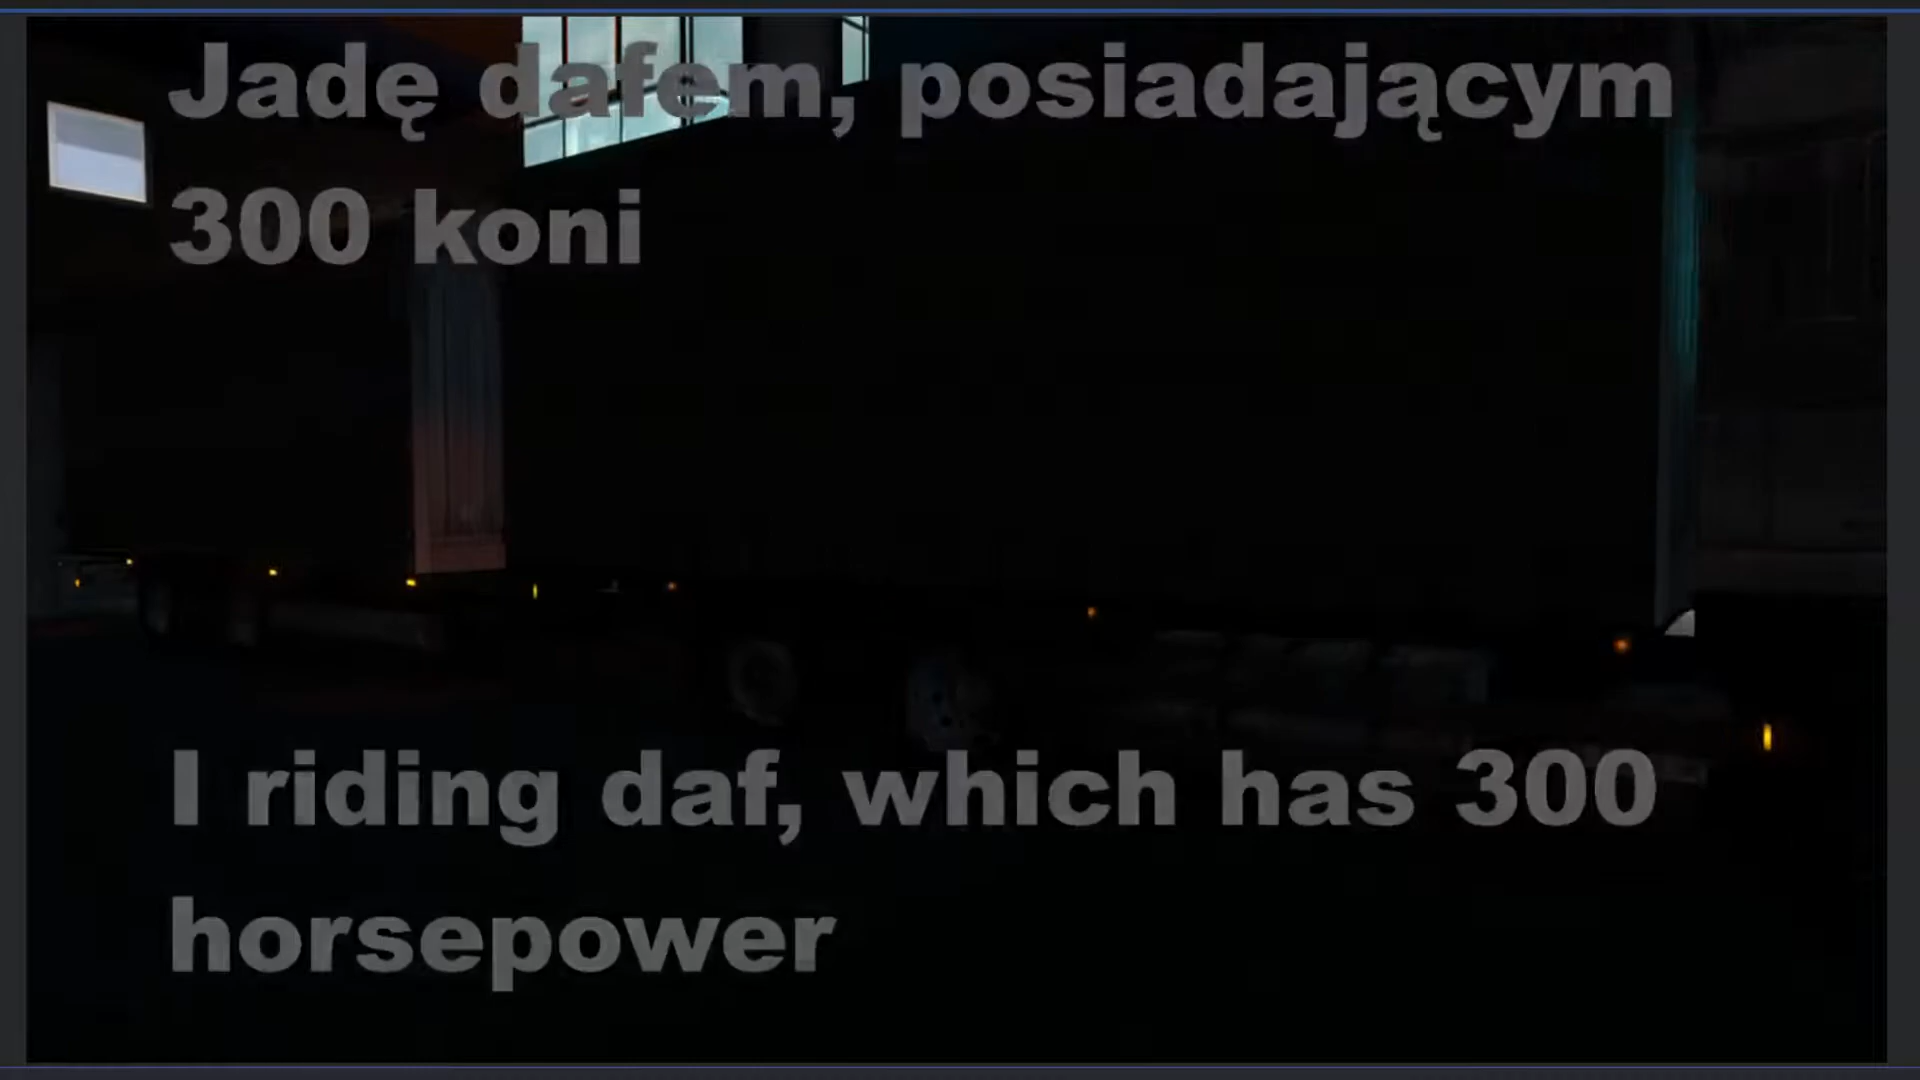 Jadę dafem, posiadającym
300 koni
I riding daf, which has 300
horsepower